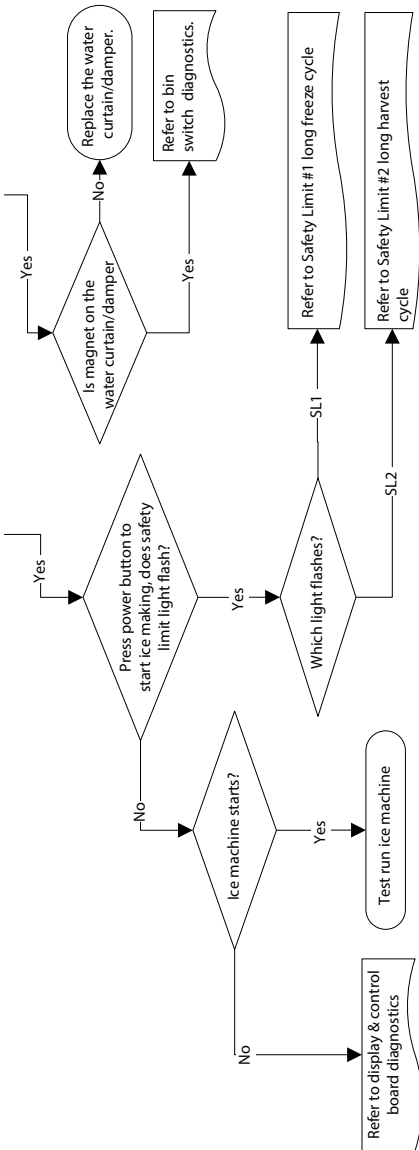 Yes
Press power button to
start ice making, does safety
limit light flash?
No
Yes
Ice machine starts?
No
Yes
Refer to display & control
board diagnostics
Test run ice machine
Which light flashes?
SL1
SL2
Refer to Safety Limit #1 long freeze cycle
Refer to Safety Limit #2 long harvest
cycle
Yes
Is magnet on the
water curtain/damper
No
Yes
Replace the water
curtain/damper.
Refer to bin
switch diagnostics.